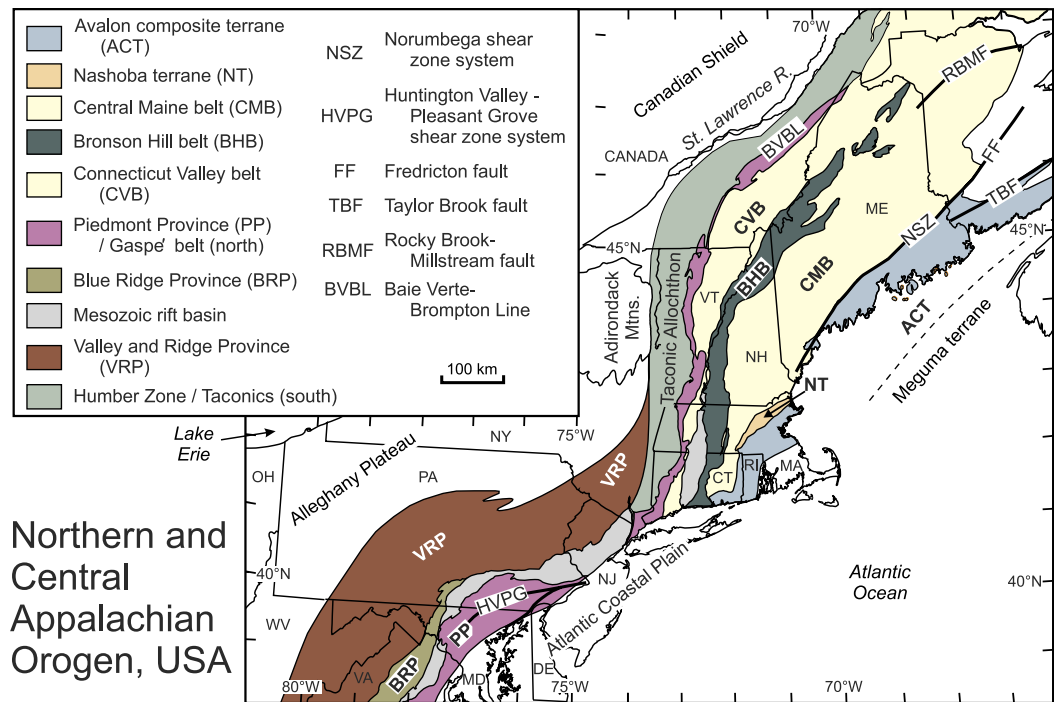 Avalon composite terrane
(ACT)
Nashoba terrane (NT)
Central Maine belt (CMB)
Bronson Hill belt (BHB)
Connecticut Valley belt
(CVB)
Piedmont Province (PP)
/ Gaspe' belt (north)
Blue Ridge Province (BRP)
Mesozoic rift basin
Valley and Ridge Province
(VRP)
Humber Zone / Taconics (south)
NSZ Norumbega shear
zone system
HVPG Huntington Valley -
Pleasant Grove
shear zone system
FF Fredricton fault
TBF Taylor Brook fault
RBMF Rocky Brook-
Millstream fault
BVBL Baie Verte-
Brompton Line
100 km
70°W
Canadian Shield
St. Lawrence R.
CANADA
RBMF
BVBL
FF
TBF
CVB
ME
NSZ
45°N
45°N
BHB
CMB
VT
Adirondack
Mtns.
Taconic Allochthon
ACT
Meguma terrane
NH
NT
Lake
Erie
NY
75°W
OH
Alleghany Plateau
PA
VRP
CT
RI
MA
VRP
Northern and
Central
Appalachian
Orogen, USA
40°N
HVPG
NJ
Atlantic Coastal Plain
Atlantic
Ocean
40°N
WV
PP
VA
BRP
MD
DE
80°W
75°W
70°W